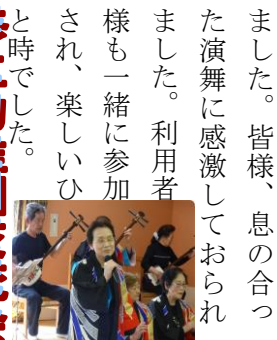 ました。皆様、息の合っ
た演舞に感激しておられ
ました。利用者
様も一緒に参加
され、楽しいひ
と時でした。